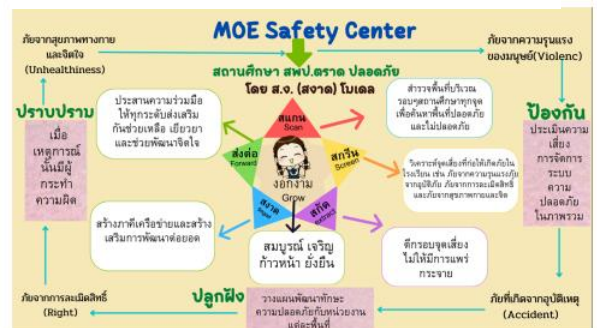 MOE Safety Center
ภัยจากสุขภาพทางกาย
และจิตใจ
(Unhealthiness)
ภัยจากความรุนแรง
ของมนุษย์(Violenc)
สถานศึกษา สพป.ตราด ปลอดภัย
โดย ส.ง. (สงาด) โมเดล
ปราบปราม
เมื่อ
เหตุการณ์
นั้นมีผู้
กระทำ
ความผิด
ประสานความร่วมมือ
ให้ทุกระดับส่งเสริม
กันช่วยเหลือ เยียวยา
และช่วยพัฒนาจิตใจ
สแกน
Scan
สำรวจพื้นที่บริเวณ
รอบๆสถานศึกษาทุกจุด
เพื่อค้นหาพื้นที่ปลอดภัย
และไม่ปลอดภัย
ป้องกัน
ประเมินความ
เสี่ยง
การจัดการ
ระบบ
ความ
ปลอดภัย
ในภาพรวม
ส่งต่อ
Forward
สกรีน
Screen
งอกงาม
Grow
วิเคราะห์จุดเสี่ยงที่ก่อให้เกิดภัยใน
โรงเรียน เช่น ภัยจากความรุนแรงภัย
จากอุบัติภัย ภัยจากการละเมิดสิทธิ์
และภัยจากสุขภาพกายและจิต
สงาด
สกัด
extract
สร้างภาคีเครือข่ายและสร้าง
เสริมการพัฒนาต่อยอด
สมบูรณ์ เจริญ
ก้าวหน้า ยั่งยืน
ตีกรอบจุดเสี่ยง
ไม่ให้มีการแพร่
กระจาย
ภัยจากการละเมิดสิทธิ์
(Right)
ปลูกฝัง
วางแผนพัฒนาทักษะ
ความปลอดภัยกับหน่วยงาน
แต่ละพื้นที่
ภัยที่เกิดจากอุบัติเหตุ
(Accident)